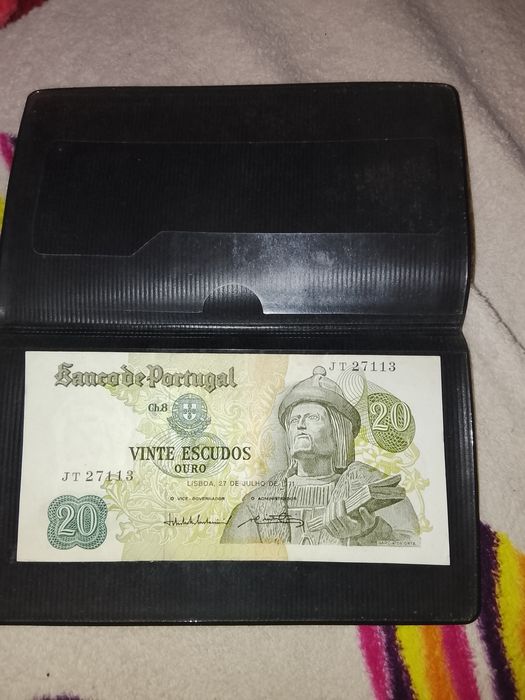 Banco de Portugal
JT 27113
Ch.8
20
VINTE ESCUDOS
OURO
LISBOA, 27 DE JULHO DE 1971
JT 27113
O VICE-GOVERNADOR
O ADMINISTRADOR
20